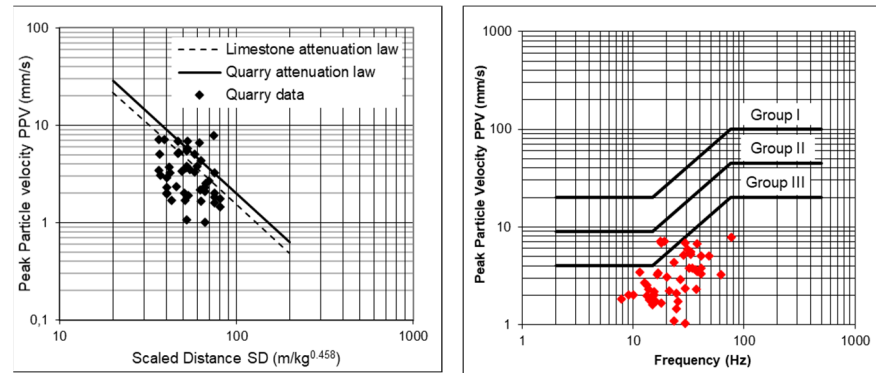 100
10
1
0,1
10
100
1000
Peak Particle velocity PPV (mm/s)
Scaled Distance SD (m/kg^0.458)
Limestone attenuation law
Quarry attenuation law
Quarry data
1000
100
10
1
1
10
100
1000
Peak Particle Velocity PPV (mm/s)
Frequency (Hz)
Group I
Group II
Group III